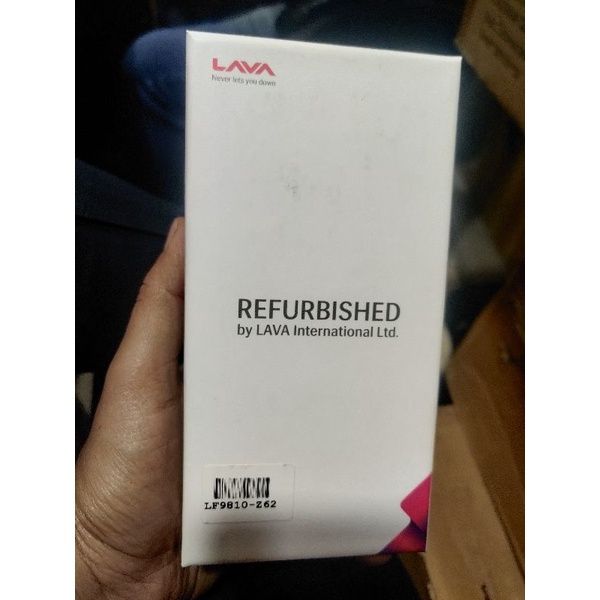 LAVA
Never lets you down
REFURBISHED
by LAVA International Ltd.
LF9810-Z62